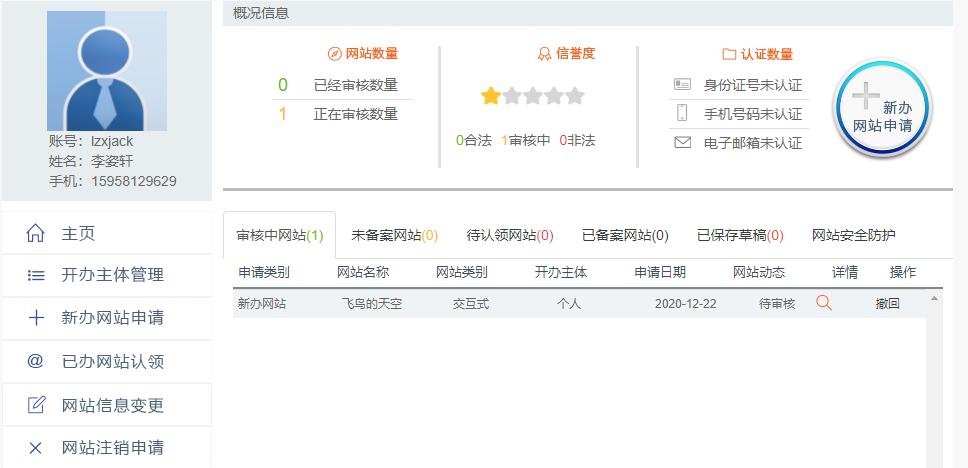 概况信息
账号：lzxjack
姓名：李姿轩
手机：15958129629
网站数量
0 已经审核数量
1 正在审核数量
信誉度
0合法 1审核中 0非法
认证数量
身份证号未认证
手机号码未认证
电子邮箱未认证
新办
网站申请
主页
开办主体管理
新办网站申请
@ 已办网站认领
网站信息变更
网站注销申请
审核中网站(1) 未备案网站(0) 待认领网站(0) 已备案网站(0) 已保存草稿(0) 网站安全防护
申请类别 网站名称 网站类别 开办主体 申请日期 网站动态 详情 操作
新办网站 飞鸟的天空 交互式 个人 2020-12-22 待审核 撤回